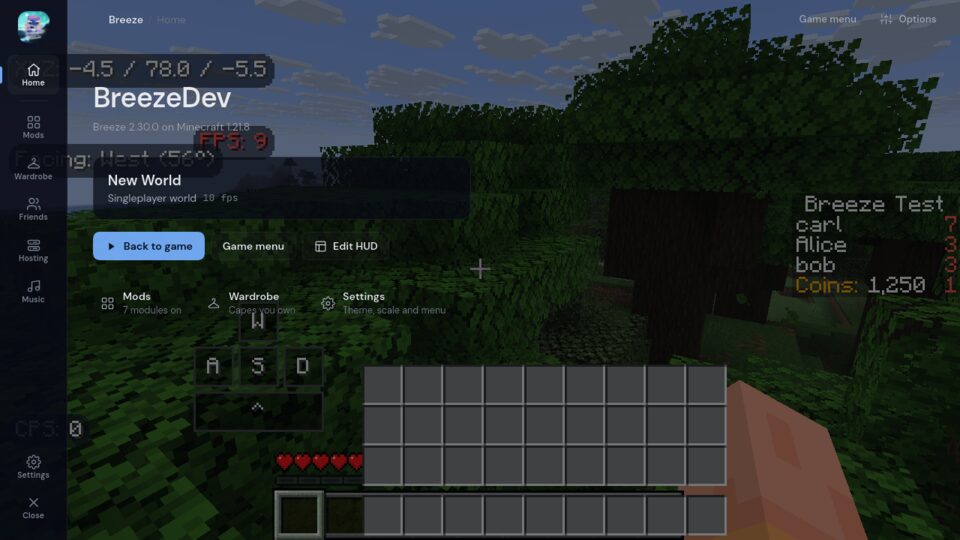 Breeze / Home
Game menu
Options
XYZ: -4.5 / 78.0 / -5.5
Home
BreezeDev
Breeze 2.30.0 on Minecraft 1.21.8
FPS: 9
Mods
Facing: West (56°)
Wardrobe
New World
Singleplayer world 10 fps
Friends
Breeze Test
carl 7
Alice 3
bob 3
Coins: 1,250 1
Back to game
Game menu
Edit HUD
Hosting
Music
Mods
7 modules on
Wardrobe
Capes you own
Settings
Theme, scale and menu
W
A S D
^
CPS: 0
Settings
Close